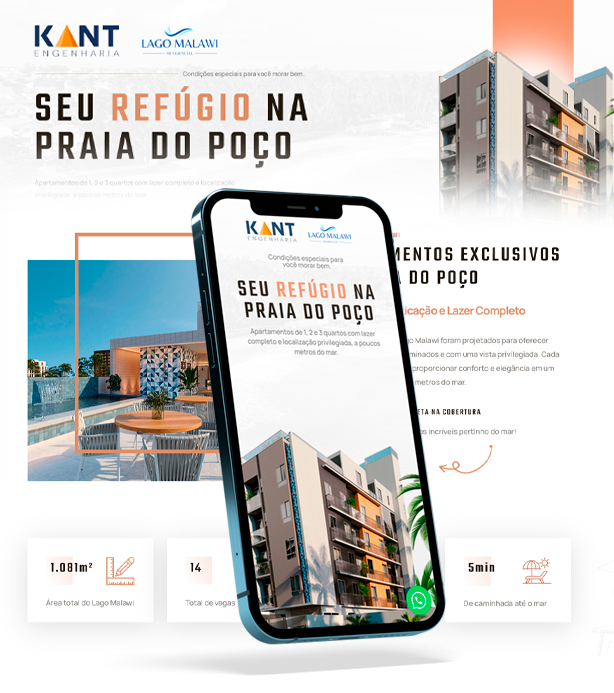 KANT
ENGENHARIA
LAGO MALAWI
RESIDENCIAL
Condições especiais para você morar bem.
SEU REFÚGIO NA
PRAIA DO POÇO
Apartamentos de 1, 2 e 3 quartos com lazer completo e localização
privilegiada, a poucos metros do mar.
KANT
ENGENHARIA
LAGO MALAWI
Condições especiais para
você morar bem.
SEU REFÚGIO NA
PRAIA DO POÇO
Apartamentos de 1, 2 e 3 quartos com lazer
completo e localização privilegiada, a poucos
metros do mar.
MENTOS EXCLUSIVOS
DO POÇO
icação e Lazer Completo
go Malawi foram projetados para oferecer
minados e com uma vista privilegiada. Cada
proporcionar conforto e elegância em um
metros do mar.
ETA NA COBERTURA
os incríveis pertinho do mar!
1.081m²
Área total do Lago Malawi
14
Total de vagas
5min
De caminhada até o mar